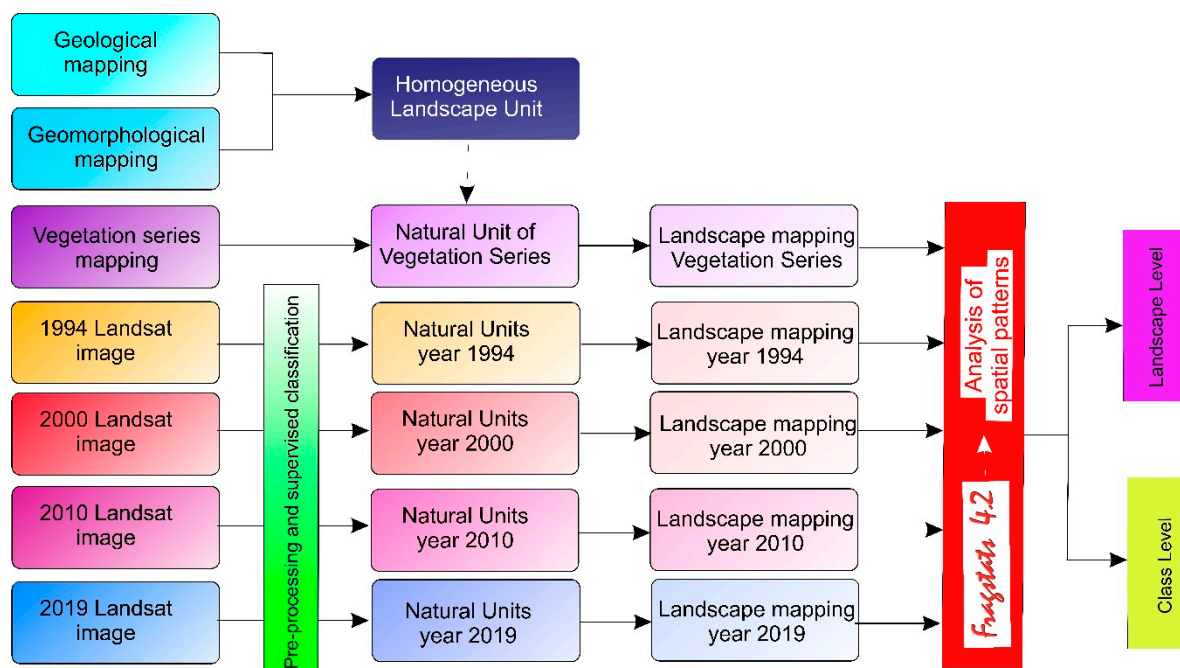 Geological
mapping
Geomorphological
mapping
Homogeneous
Landscape Unit
Vegetation series
mapping
Natural Unit of
Vegetation Series
Landscape mapping
Vegetation Series
1994 Landsat
image
Natural Units
year 1994
Landscape mapping
year 1994
2000 Landsat
image
Natural Units
year 2000
Landscape mapping
year 2000
2010 Landsat
image
Natural Units
year 2010
Landscape mapping
year 2010
2019 Landsat
image
Natural Units
year 2019
Landscape mapping
year 2019
Pre-processing and supervised classification
Analysis of
spatial patterns
Fragstats 4.2
Landscape Level
Class Level